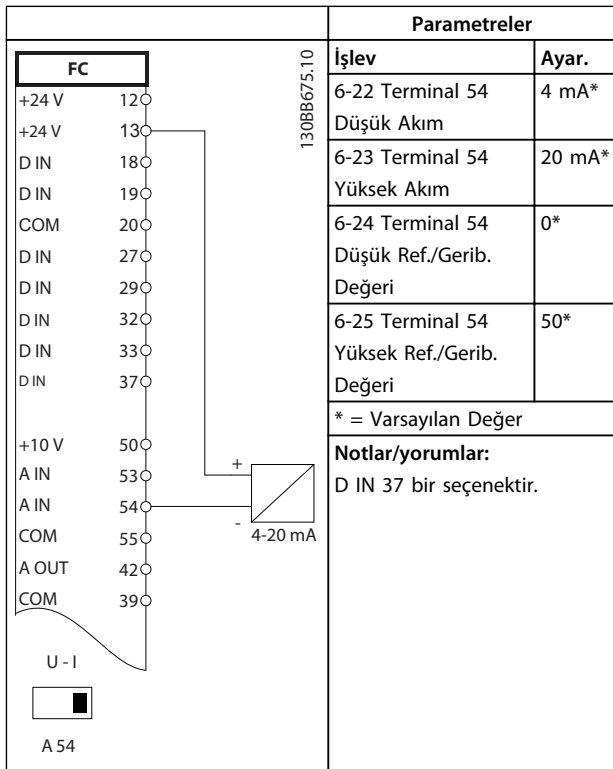 Parametreler
FC
130BB675.10
İşlev Ayar.
+24 V 12
+24 V 13
D IN 18
D IN 19
COM 20
D IN 27
D IN 29
D IN 32
D IN 33
D IN 37
+10 V 50
A IN 53
A IN 54
COM 55
A OUT 42
COM 39
+
-
4-20 mA
U - I
A 54
6-22 Terminal 54 4 mA*
Düşük Akım
6-23 Terminal 54 20 mA*
Yüksek Akım
6-24 Terminal 54 0*
Düşük Ref./Gerib.
Değeri
6-25 Terminal 54 50*
Yüksek Ref./Gerib.
Değeri
* = Varsayılan Değer
Notlar/yorumlar:
D IN 37 bir seçenektir.